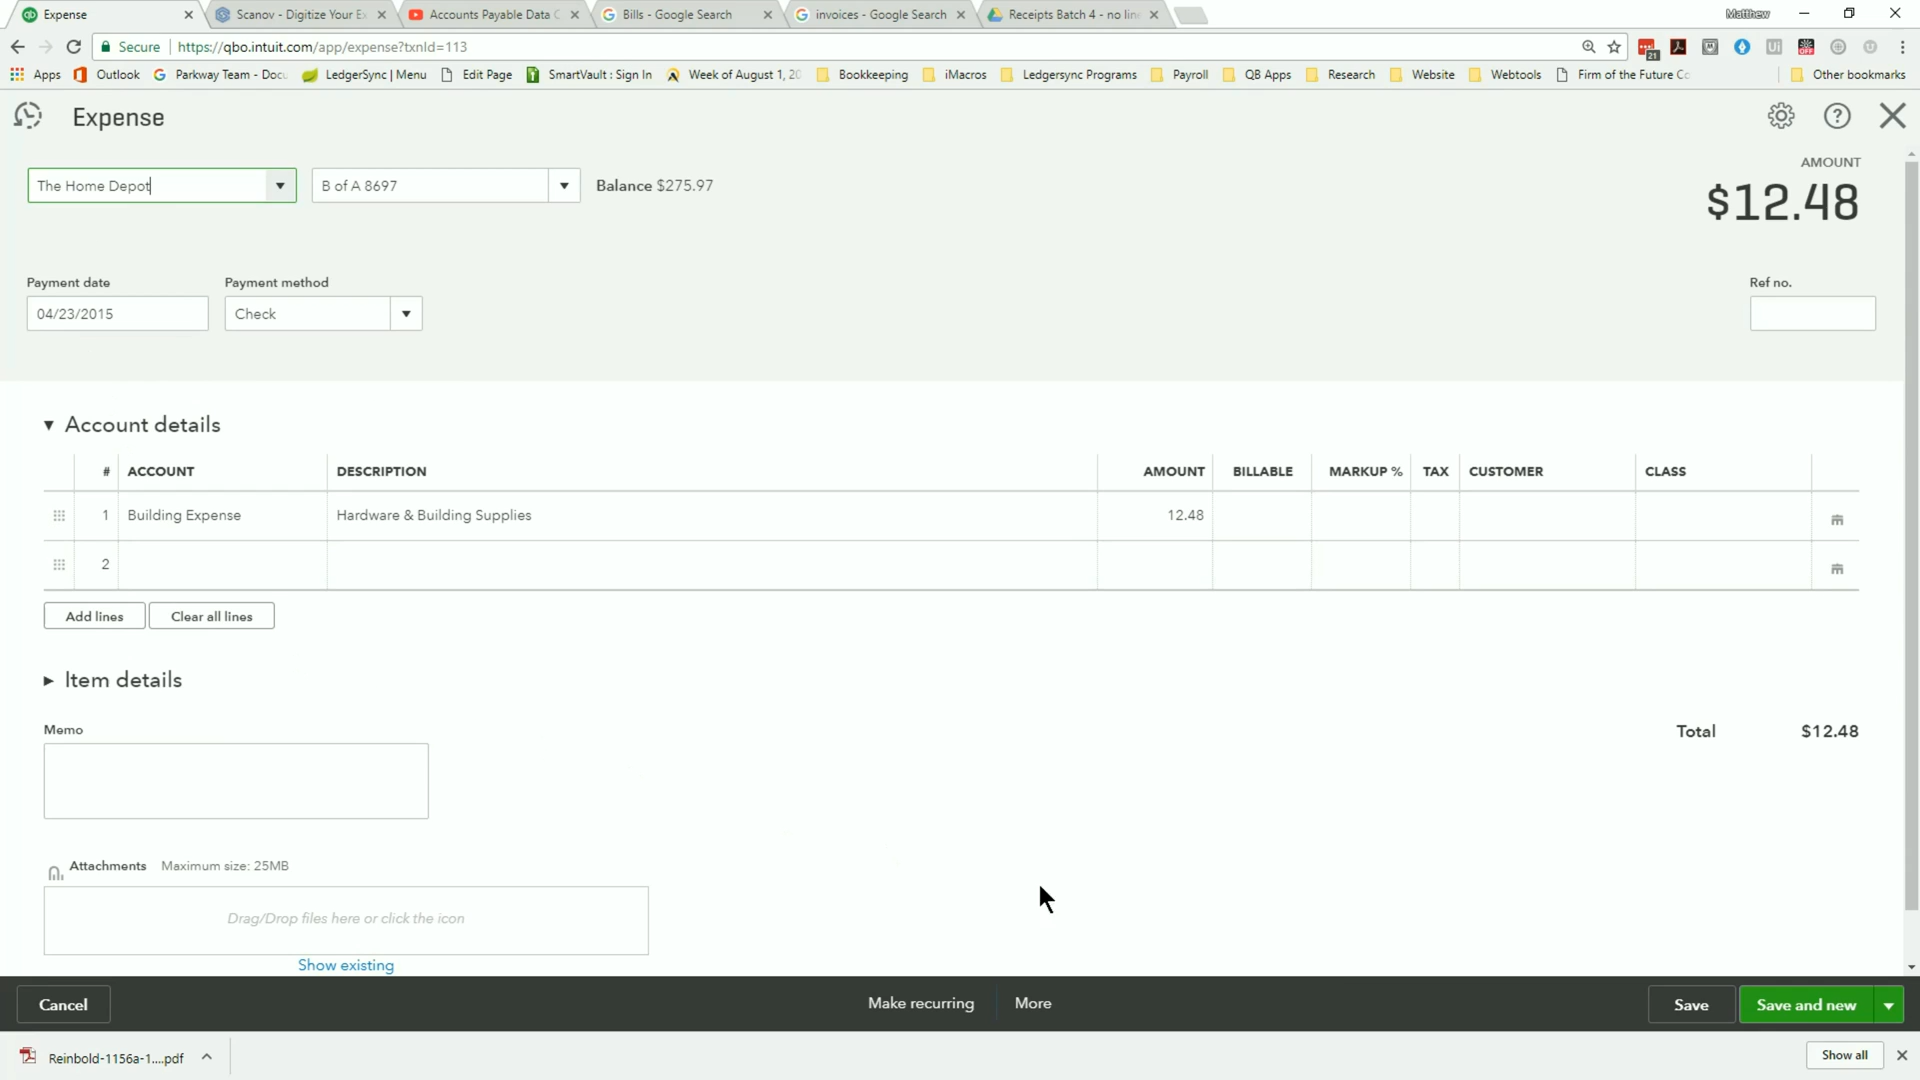 Expense
Scanov - Digitize Your Ex
Accounts Payable Data C
Bills - Google Search
invoices - Google Search
Receipts Batch 4 - no line
Matthew
Secure
https://qbo.intuit.com/app/expense?txnId=113
21
OFF
Apps
Outlook
Parkway Team - Docu
LedgerSync | Menu
Edit Page
SmartVault : Sign In
Week of August 1, 20
Bookkeeping
iMacros
Ledgersync Programs
Payroll
QB Apps
Research
Website
Webtools
Firm of the Future Co
Other bookmarks
Expense
AMOUNT
The Home Depot
B of A 8697
Balance $275.97
$12.48
Payment date
Payment method
Ref no.
04/23/2015
Check
Account details
# ACCOUNT DESCRIPTION AMOUNT BILLABLE MARKUP % TAX CUSTOMER CLASS
1 Building Expense Hardware & Building Supplies 12.48
2
Add lines
Clear all lines
Item details
Memo
Total $12.48
Attachments Maximum size: 25MB
Drag/Drop files here or click the icon
Show existing
Cancel
Make recurring
More
Save
Save and new
Reinbold-1156a-1....pdf
Show all